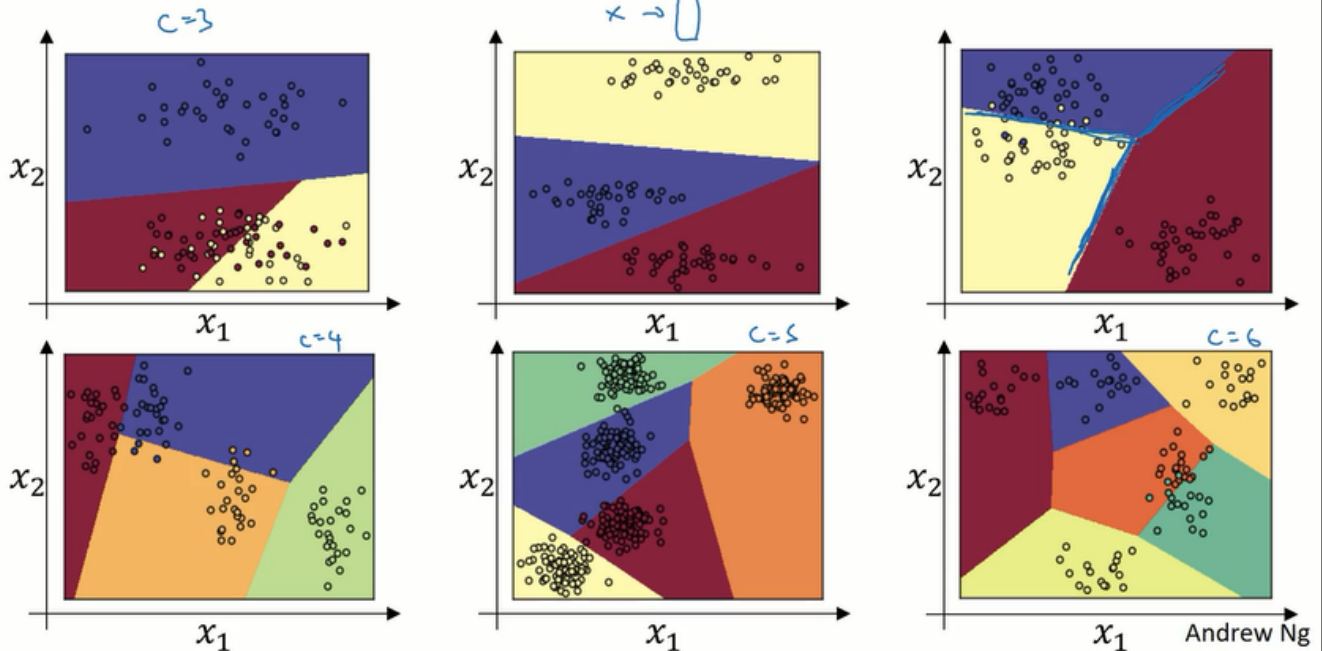 C=3
x →
x₂
x₂
x₂
x₁
x₁
x₁
C=4
C=5
C=6
x₂
x₂
x₂
x₁
x₁
x₁
Andrew Ng